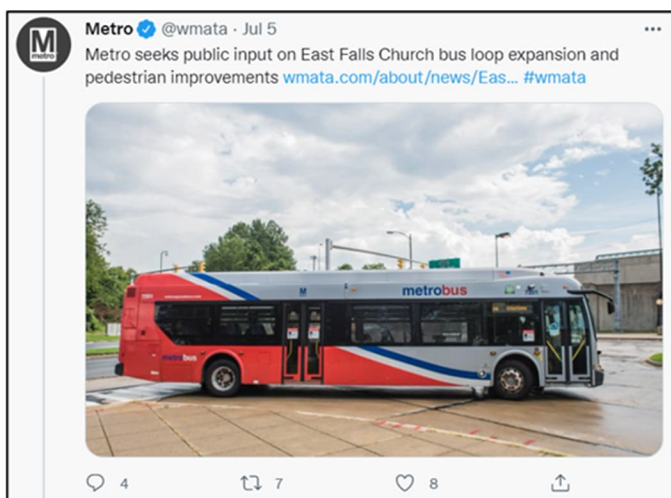 Metro @wmata · Jul 5
M
metro
Metro seeks public input on East Falls Church bus loop expansion and
pedestrian improvements wmata.com/about/news/Eas... #wmata
M
metrobus
metrobus
4 7 8